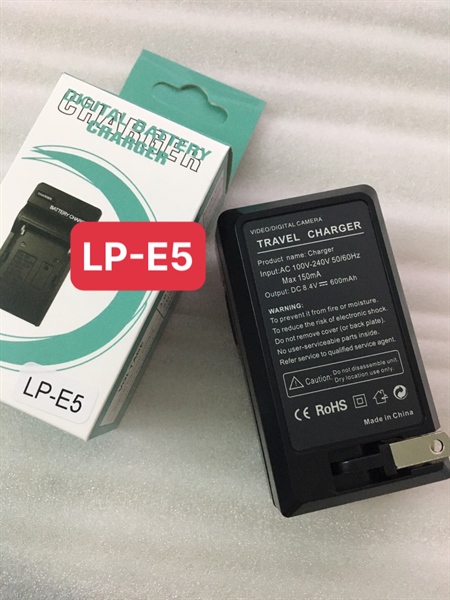 DIGITAL BATTERY
CHARGER
CHARGER
BATTERY CHARGER
LP-E5
LP-E5
VIDEO/DIGITAL CAMERA
TRAVEL CHARGER
Product name: Charger
Input:AC 100V-240V 50/60Hz
Max 150mA
Output: DC 8.4V⎓600mAh
WARNING:
To prevent it from fire or moisture.
To reduce the risk of electronic shock.
Do not remove cover (or back plate).
No user-serviceable parts inside.
Refer to qualified service agent.
Caution: Do not disassemble unit.
Dry location use only.
CE RoHS
Made in China